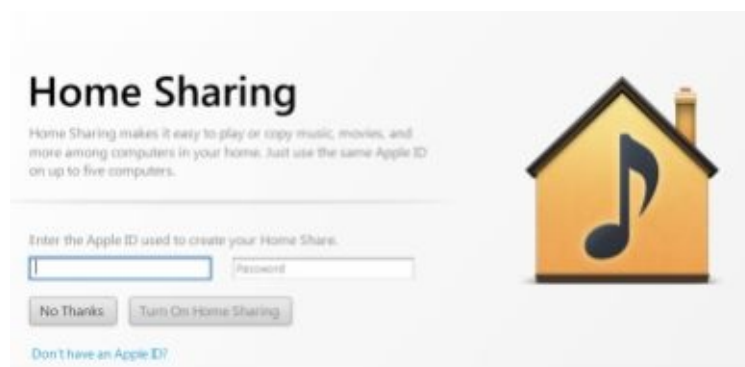 Home Sharing
Home Sharing makes it easy to play or copy music, movies, and
more among computers in your home. Just use the same Apple ID
on up to five computers.
Enter the Apple ID used to create your Home Share.
Password
No Thanks Turn On Home Sharing
Don't have an Apple ID?